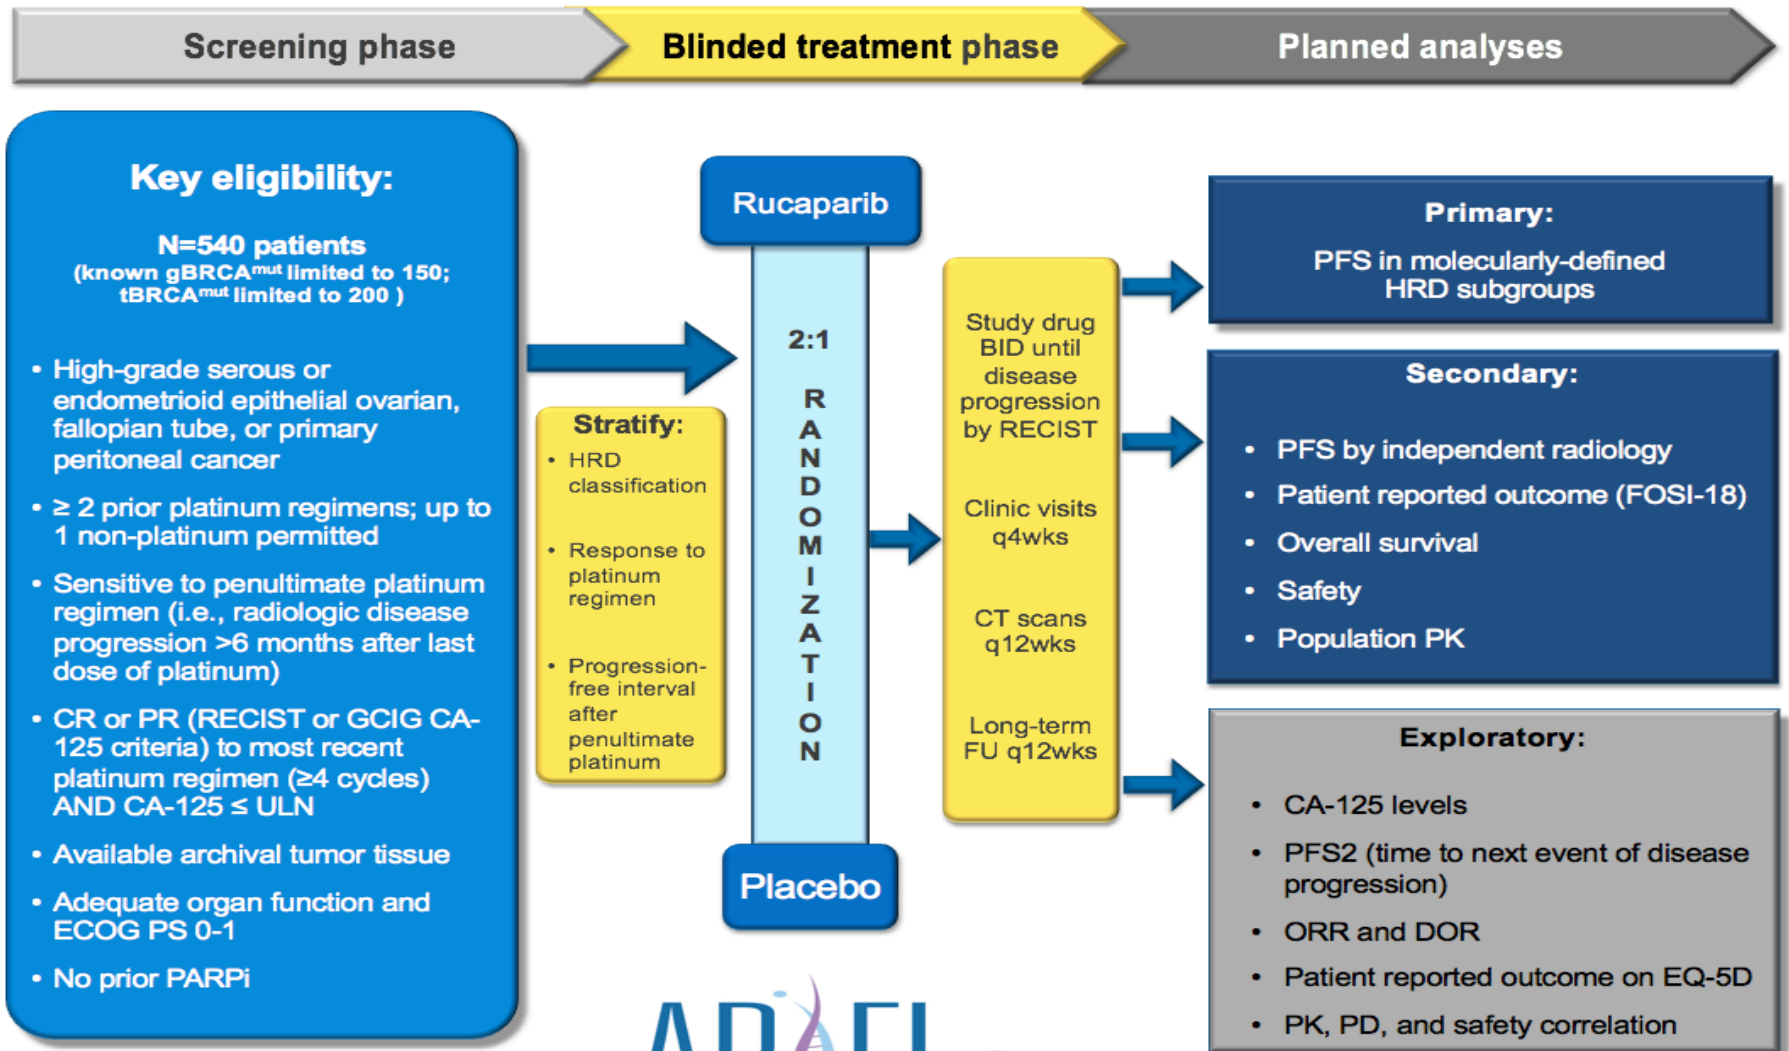 Screening phase
Blinded treatment phase
Planned analyses
Key eligibility:
N=540 patients
(known gBRCAmut limited to 150;
tBRCAmut limited to 200 )
• High-grade serous or
endometrioid epithelial ovarian,
fallopian tube, or primary
peritoneal cancer
• ≥ 2 prior platinum regimens; up to
1 non-platinum permitted
• Sensitive to penultimate platinum
regimen (i.e., radiologic disease
progression >6 months after last
dose of platinum)
• CR or PR (RECIST or GCIG CA-
125 criteria) to most recent
platinum regimen (≥4 cycles)
AND CA-125 ≤ ULN
• Available archival tumor tissue
• Adequate organ function and
ECOG PS 0-1
• No prior PARPi
Stratify:
• HRD
classification
• Response to
platinum
regimen
• Progression-
free interval
after
penultimate
platinum
Rucaparib
2:1
RANDOMIZATION
Placebo
Study drug
BID until
disease
progression
by RECIST
Clinic visits
q4wks
CT scans
q12wks
Long-term
FU q12wks
Primary:
PFS in molecularly-defined
HRD subgroups
Secondary:
• PFS by independent radiology
• Patient reported outcome (FOSI-18)
• Overall survival
• Safety
• Population PK
Exploratory:
• CA-125 levels
• PFS2 (time to next event of disease
progression)
• ORR and DOR
• Patient reported outcome on EQ-5D
• PK, PD, and safety correlation